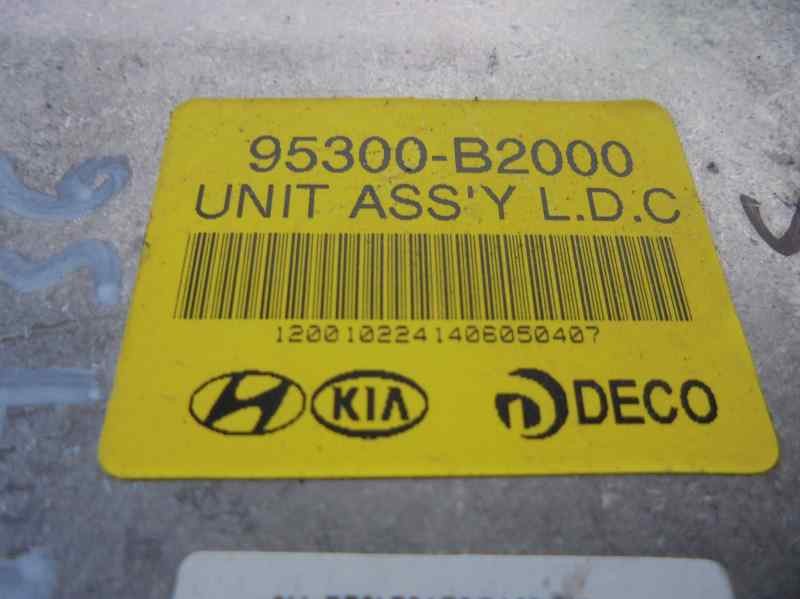 95300-B2000
UNIT ASS'Y L.D.C
1200102241406050407
KIA
DECO